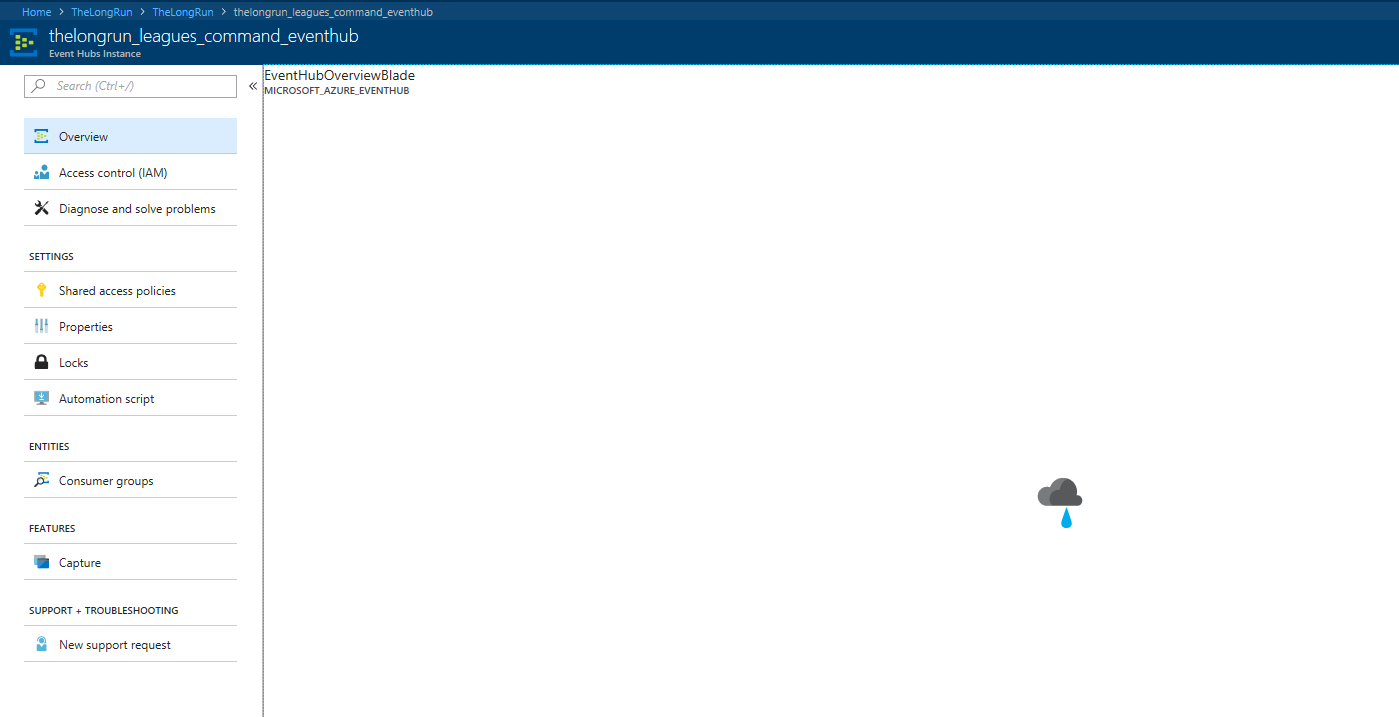 Home > TheLongRun > TheLongRun > thelongrun_leagues_command_eventhub
thelongrun_leagues_command_eventhub
Event Hubs Instance
Search (Ctrl+/)
«
Overview
Access control (IAM)
Diagnose and solve problems
SETTINGS
Shared access policies
Properties
Locks
Automation script
ENTITIES
Consumer groups
FEATURES
Capture
SUPPORT + TROUBLESHOOTING
New support request
EventHubOverviewBlade
MICROSOFT_AZURE_EVENTHUB